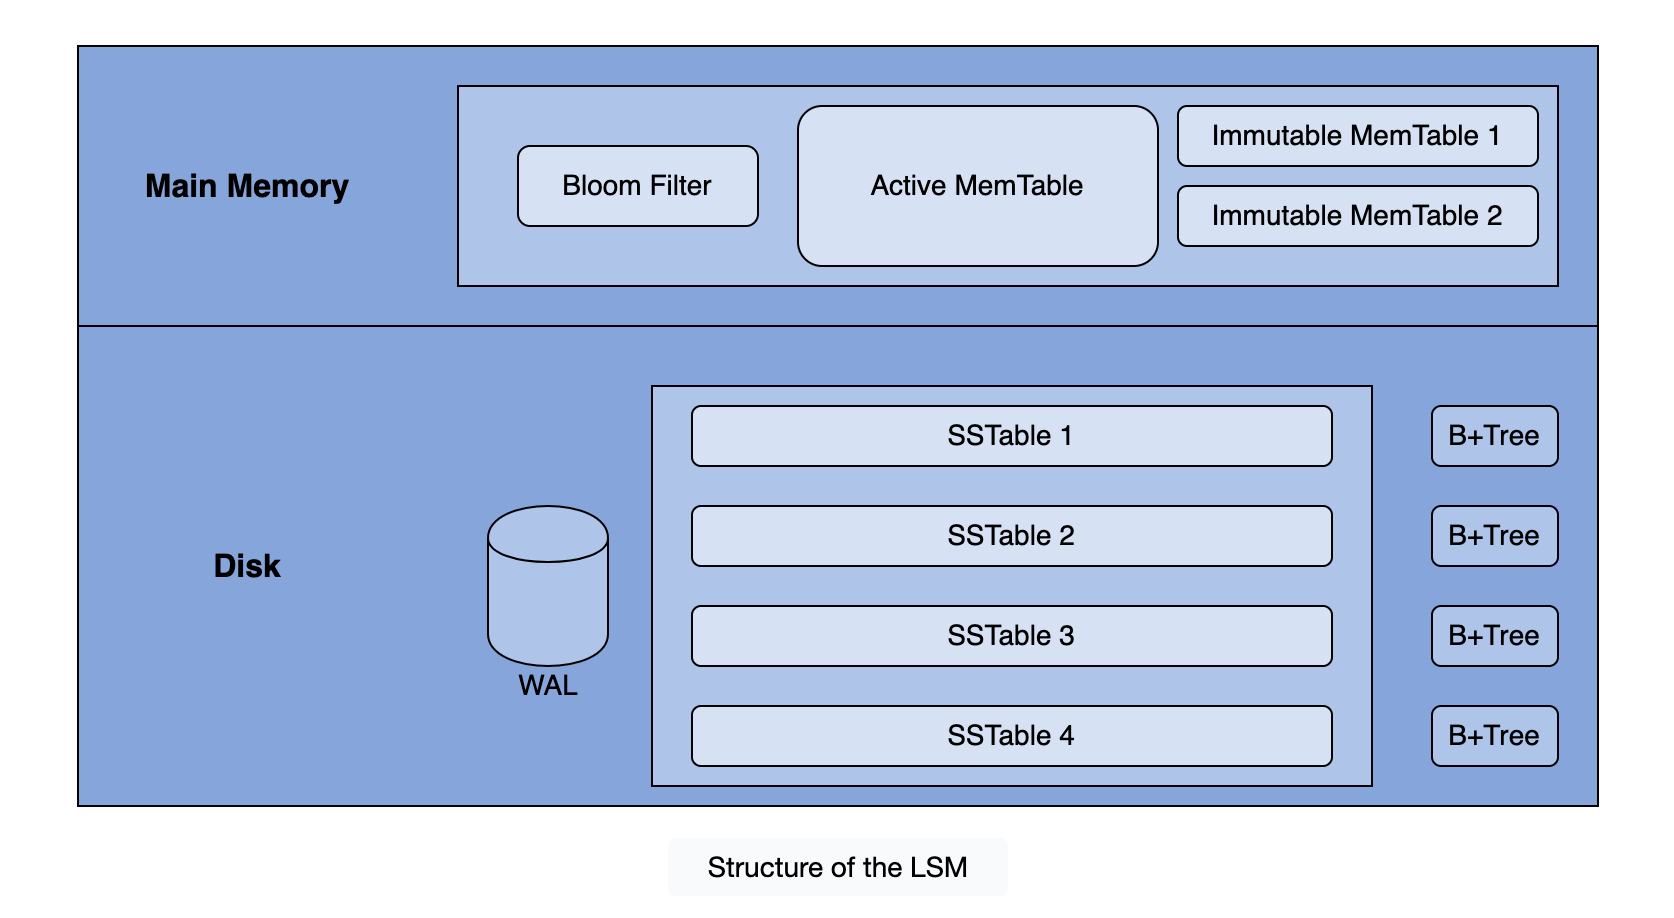 Main Memory
Bloom Filter
Active MemTable
Immutable MemTable 1
Immutable MemTable 2
Disk
WAL
SSTable 1
B+Tree
SSTable 2
B+Tree
SSTable 3
B+Tree
SSTable 4
B+Tree
Structure of the LSM